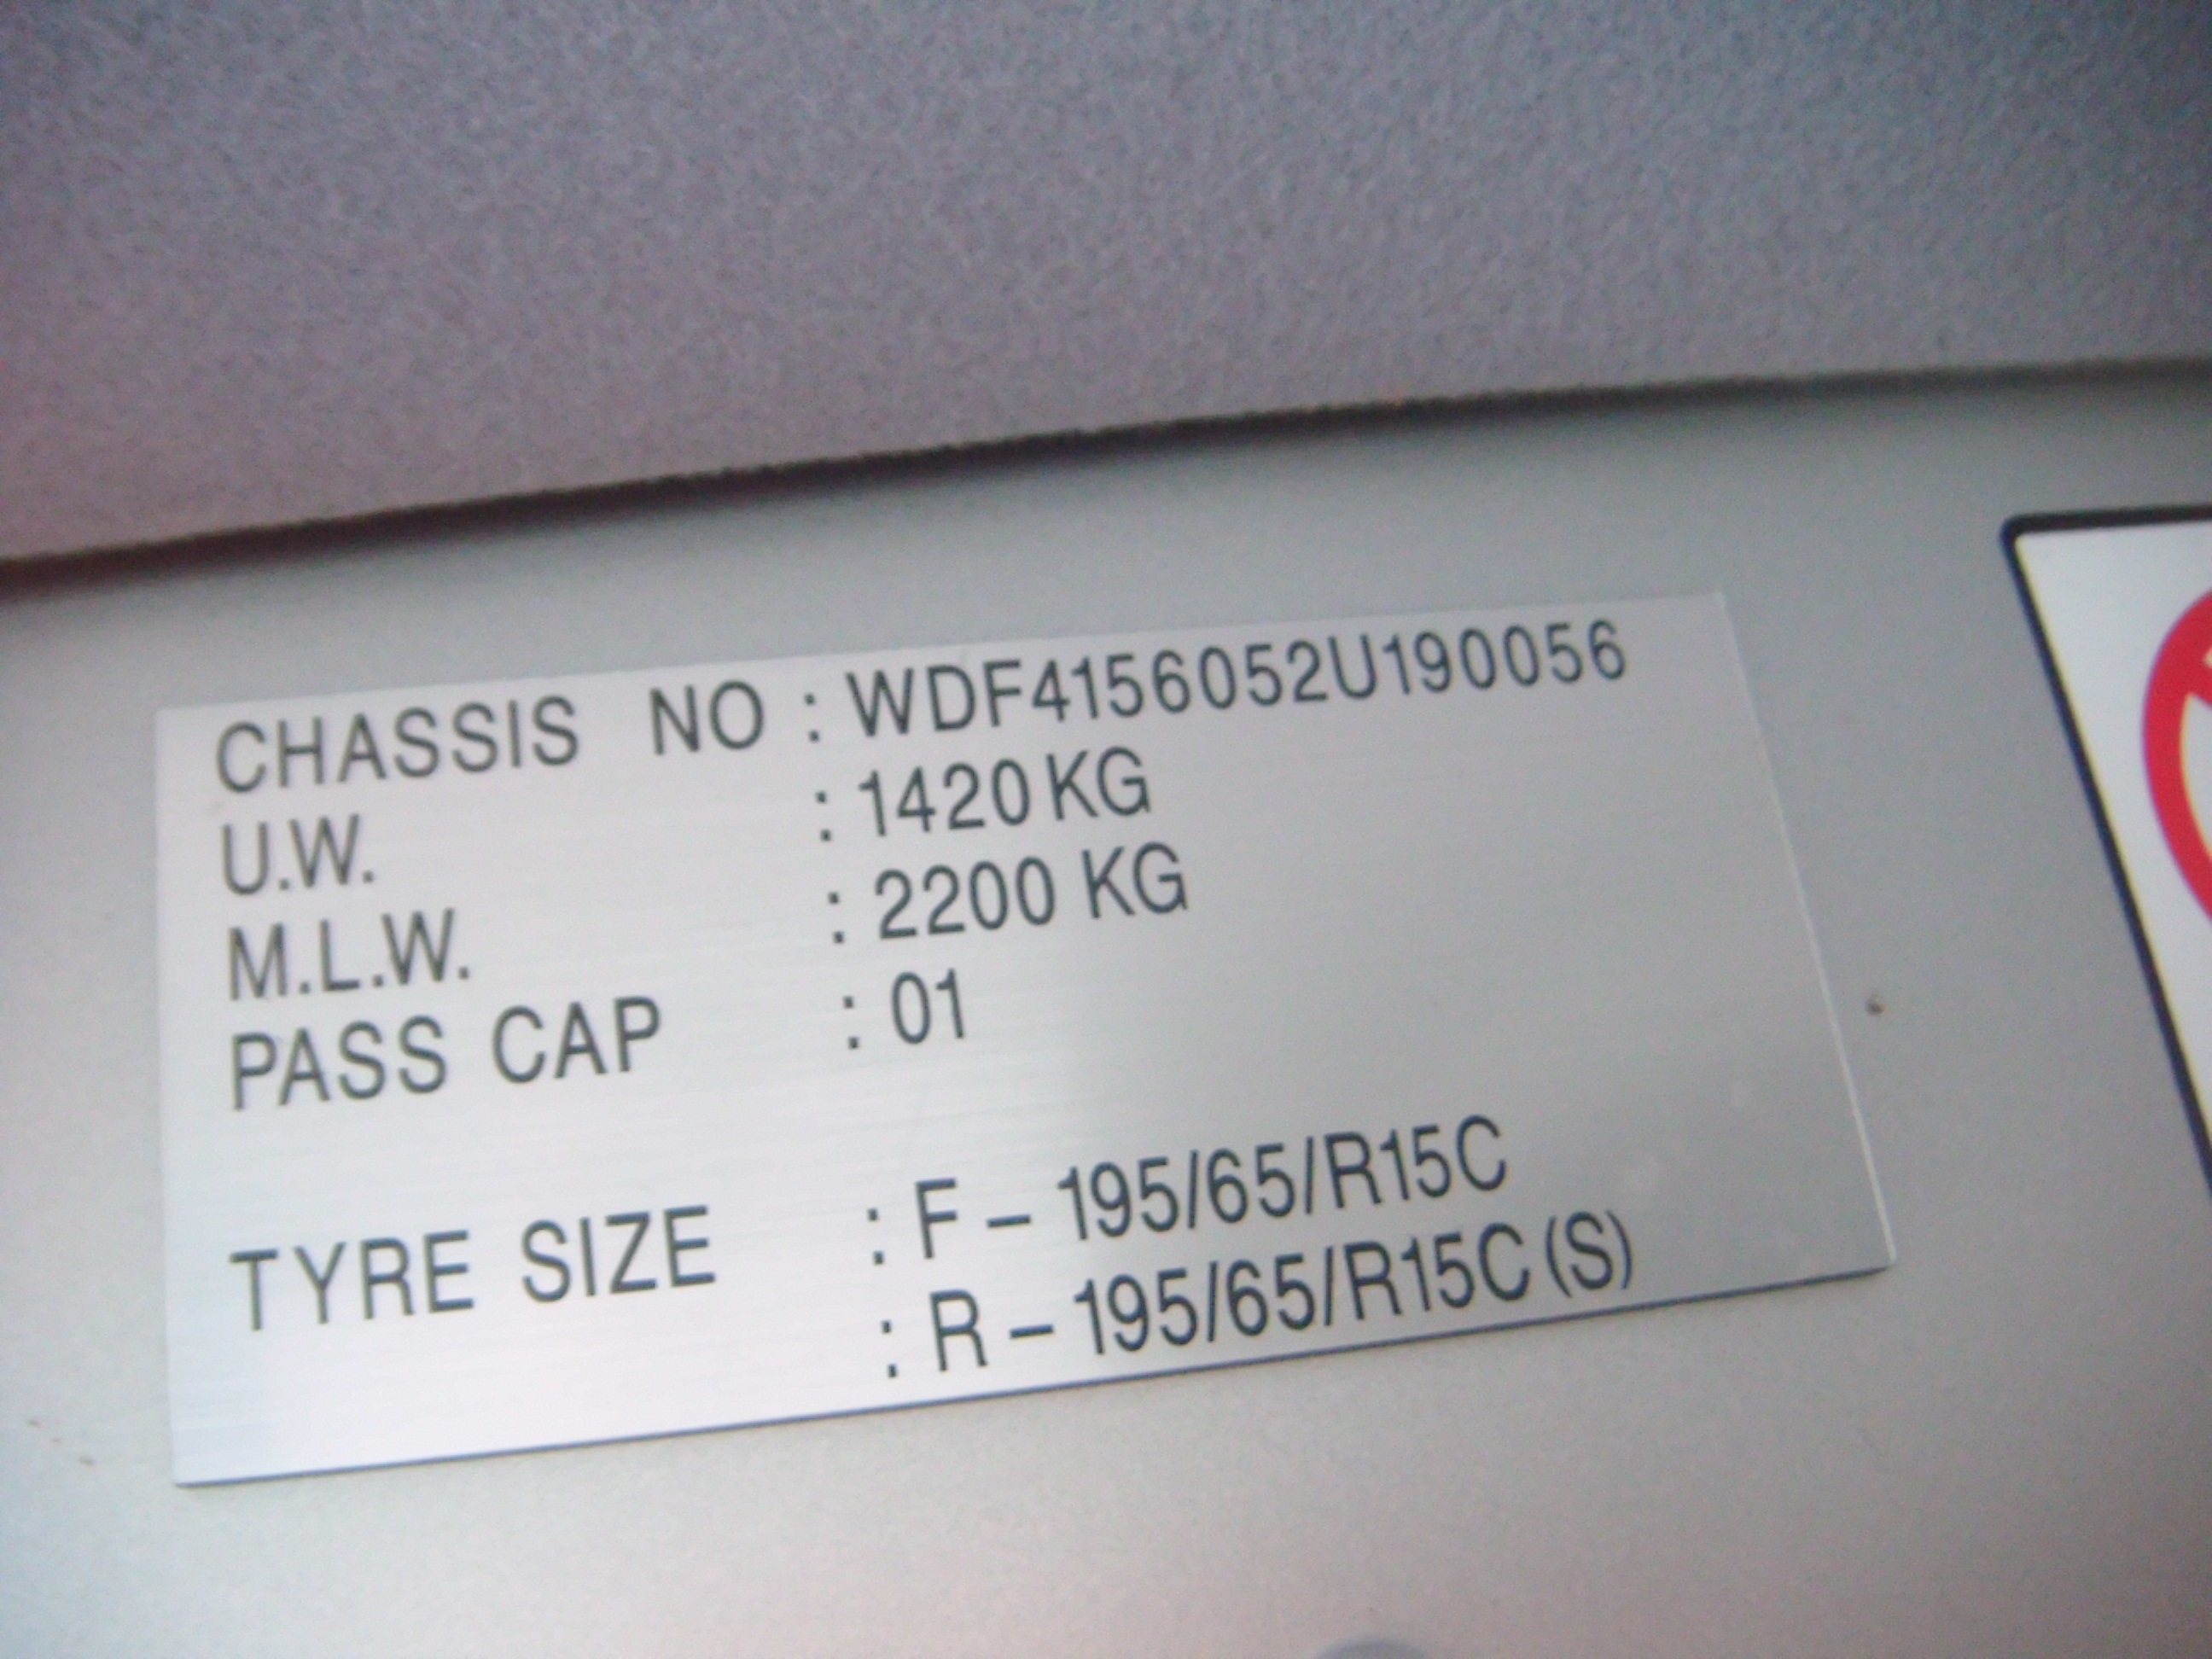 CHASSIS NO : WDF4156052U190056
U.W. : 1420 KG
M.L.W. : 2200 KG
PASS CAP : 01
TYRE SIZE : F – 195/65/R15C
: R – 195/65/R15C (S)